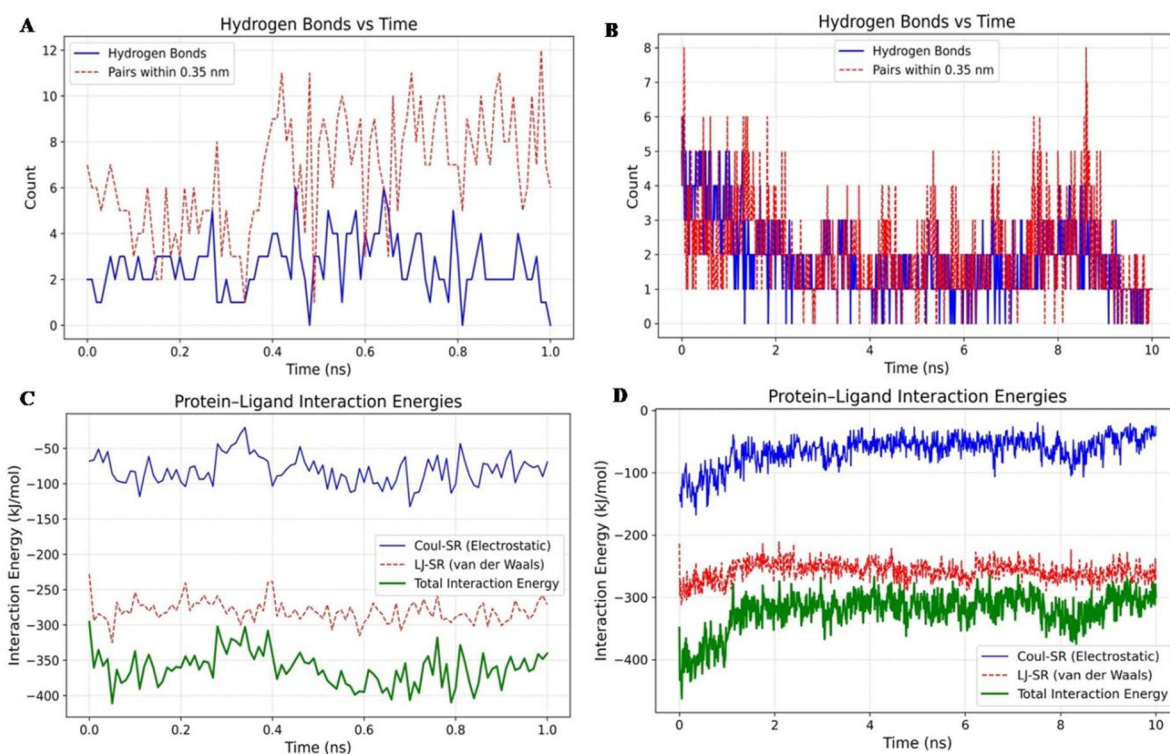 A
Hydrogen Bonds vs Time
Hydrogen Bonds
Pairs within 0.35 nm
Count
12
10
8
6
4
2
0
0.0 0.2 0.4 0.6 0.8 1.0
Time (ns)
B
Hydrogen Bonds vs Time
Hydrogen Bonds
Pairs within 0.35 nm
Count
8
7
6
5
4
3
2
1
0
0 2 4 6 8 10
Time (ns)
C
Protein–Ligand Interaction Energies
Interaction Energy (kJ/mol)
−50
−100
−150
−200
−250
−300
−350
−400
Coul-SR (Electrostatic)
LJ-SR (van der Waals)
Total Interaction Energy
0.0 0.2 0.4 0.6 0.8 1.0
Time (ns)
D
Protein–Ligand Interaction Energies
Interaction Energy (kJ/mol)
0
−100
−200
−300
−400
Coul-SR (Electrostatic)
LJ-SR (van der Waals)
Total Interaction Energy
0 2 4 6 8 10
Time (ns)